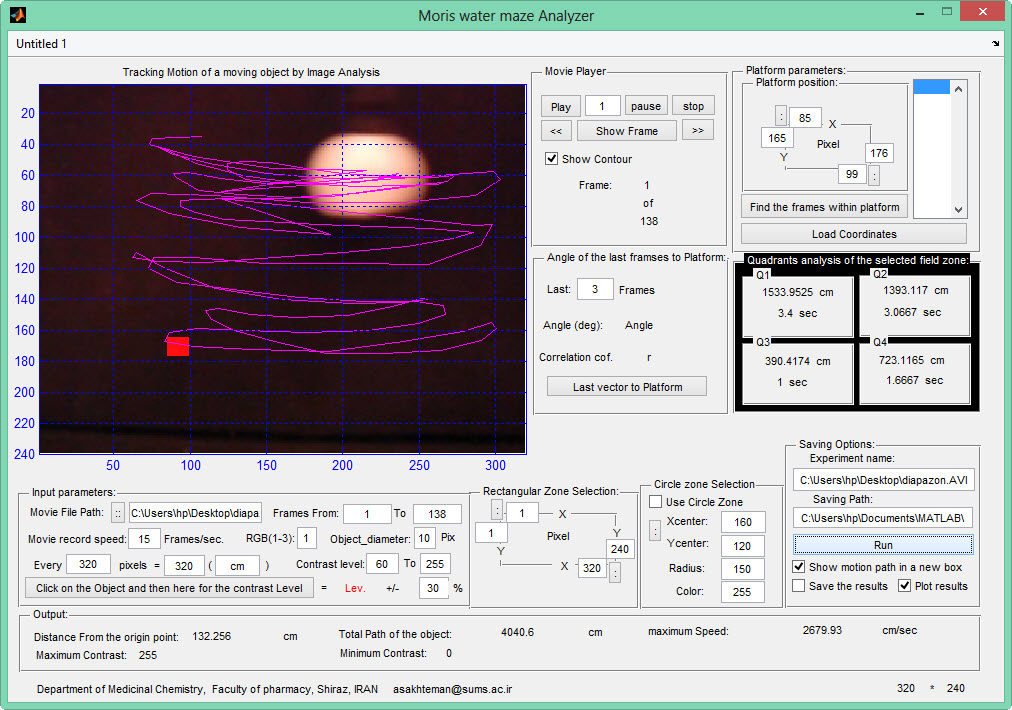 Moris water maze Analyzer
Untitled 1
Tracking Motion of a moving object by Image Analysis
20
40
60
80
100
120
140
160
180
200
220
240
50 100 150 200 250 300
Movie Player
Play 1 pause stop
<< Show Frame >>
Show Contour
Frame: 1
of
138
Angle of the last framses to Platform:
Last: 3 Frames
Angle (deg): Angle
Correlation cof. r
Last vector to Platform
Platform parameters:
Platform position:
: 85 X
165 Pixel 176
Y 99 :
Find the frames within platform
Load Coordinates
Quadrants analysis of the selected field zone:
Q1
1533.9525 cm
3.4 sec
Q2
1393.117 cm
3.0667 sec
Q3
390.4174 cm
1 sec
Q4
723.1165 cm
1.6667 sec
Input parameters:
Movie File Path: :: C:\Users\hp\Desktop\diapa Frames From: 1 To 138
Movie record speed: 15 Frames/sec. RGB(1-3): 1 Object_diameter: 10 Pix
Every 320 pixels = 320 ( cm ) Contrast level: 60 To 255
Click on the Object and then here for the contrast Level = Lev. +/- 30 %
Rectangular Zone Selection:
: 1 X
1 Pixel Y
Y 240
X 320 :
Circle zone Selection
Use Circle Zone
: Xcenter: 160
Ycenter: 120
Radius: 150
Color: 255
Saving Options:
Experiment name:
C:\Users\hp\Desktop\diapazon.AVI
Saving Path:
C:\Users\hp\Documents\MATLAB\
Run
Show motion path in a new box
Save the results Plot results
Output:
Distance From the origin point: 132.256 cm Total Path of the object: 4040.6 cm maximum Speed: 2679.93 cm/sec
Maximum Contrast: 255 Minimum Contrast: 0
Department of Medicinal Chemistry, Faculty of pharmacy, Shiraz, IRAN asakhteman@sums.ac.ir 320 * 240